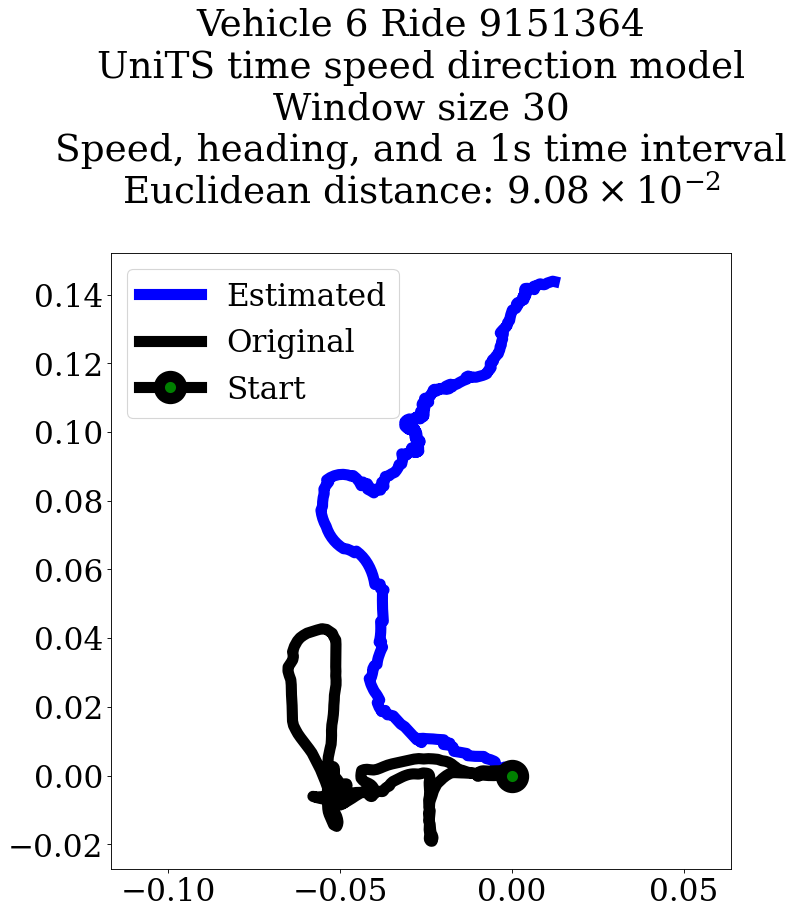 Vehicle 6 Ride 9151364
UniTS time speed direction model
Window size 30
Speed, heading, and a 1s time interval
Euclidean distance: 9.08 × 10⁻²
Estimated
Original
Start
0.14
0.12
0.10
0.08
0.06
0.04
0.02
0.00
−0.02
−0.10
−0.05
0.00
0.05